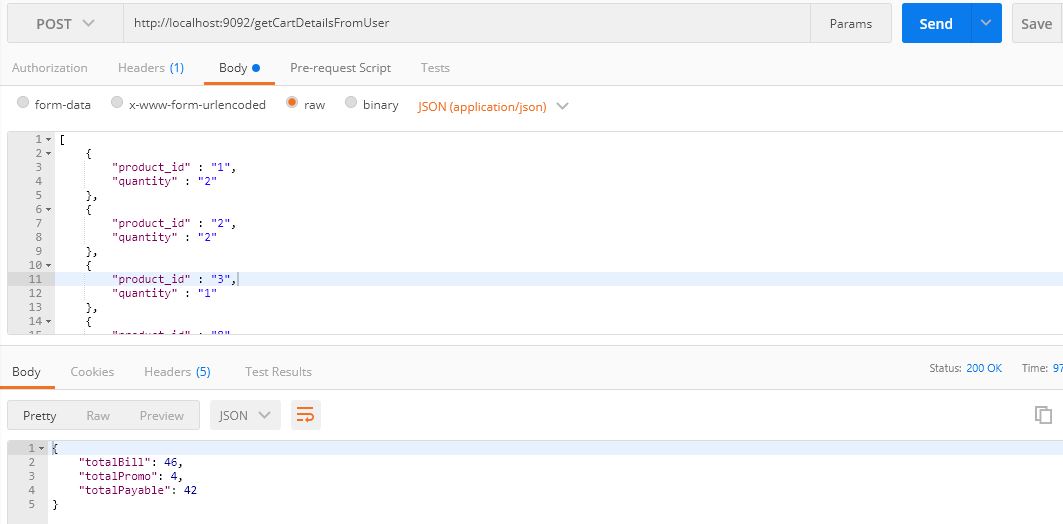 POST http://localhost:9092/getCartDetailsFromUser Params Send Save
Authorization Headers (1) Body Pre-request Script Tests
form-data x-www-form-urlencoded raw binary JSON (application/json)
1 [
2 {
3 "product_id" : "1",
4 "quantity" : "2"
5 },
6 {
7 "product_id" : "2",
8 "quantity" : "2"
9 },
10 {
11 "product_id" : "3",
12 "quantity" : "1"
13 },
14 {
Body Cookies Headers (5) Test Results Status: 200 OK Time: 97
Pretty Raw Preview JSON
1 {
2 "totalBill": 46,
3 "totalPromo": 4,
4 "totalPayable": 42
5 }